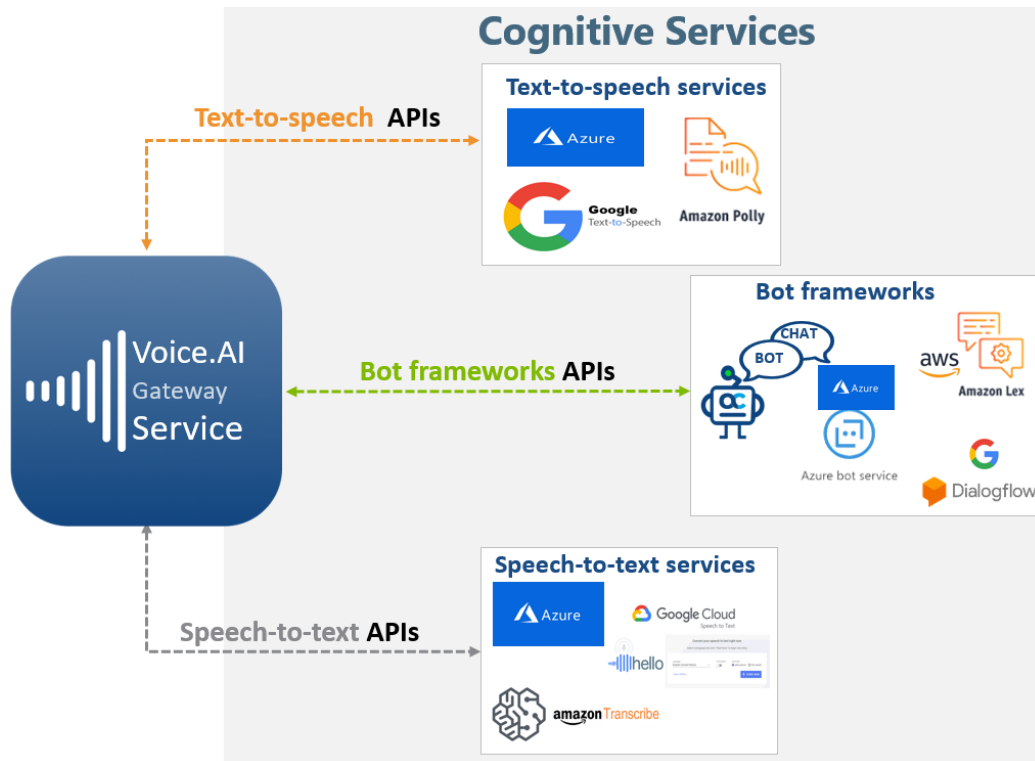 Cognitive Services
Text-to-speech services
Text-to-speech APIs
Azure
Google
Text-to-Speech
Amazon Polly
Voice.AI
Gateway
Service
Bot frameworks APIs
Bot frameworks
CHAT
BOT
OC
Azure
Azure bot service
aws
Amazon Lex
Dialogflow
Speech-to-text services
Speech-to-text APIs
Azure
Google Cloud
Speech to Text
hello
amazon Transcribe